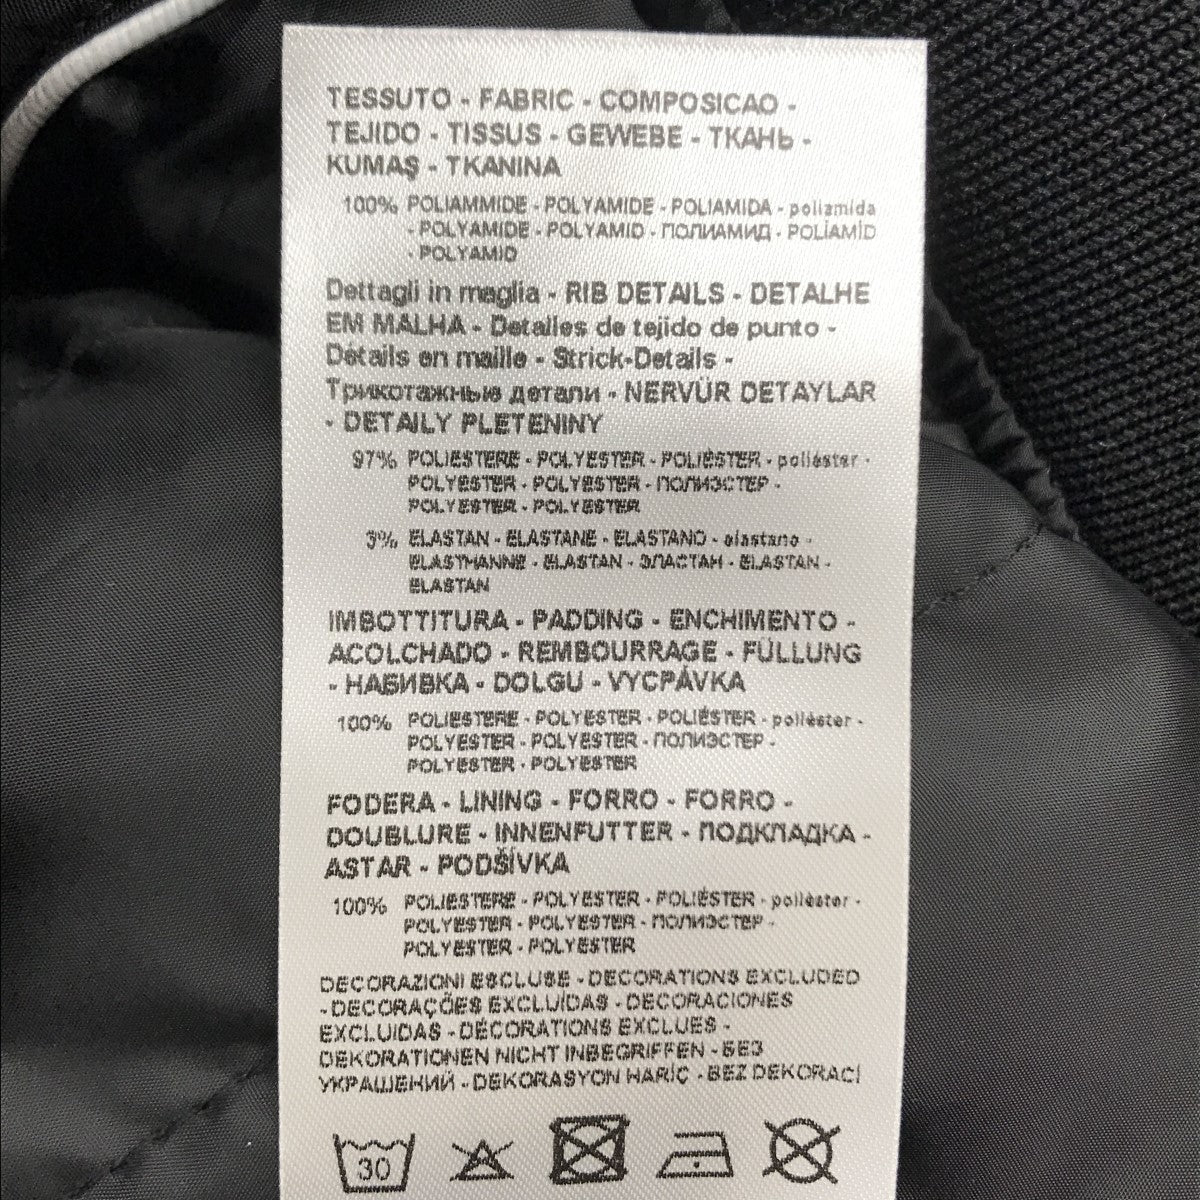 TESSUTO - FABRIC - COMPOSICAO -
TEJIDO - TISSUS - GEWEBE - ТКАНЬ -
KUMAŞ - TKANINA
100% POLIAMMIDE - POLYAMIDE - POLIAMIDA - poliamida
- POLYAMIDE - POLYAMID - ПОЛИАМИД - POLİAMİD
- POLYAMID
Dettagli in maglia - RIB DETAILS - DETALHE
EM MALHA - Detalles de tejido de punto -
Détails en maille - Strick-Details -
Трикотажные детали - NERVÜR DETAYLAR
- DETAILY PLETENINY
97% POLIESTERE - POLYESTER - POLIÉSTER - poliéster -
POLYESTER - POLYESTER - ПОЛИЭСТЕР -
POLYESTER - POLYESTER
3% ELASTAN - ELASTANE - ELASTANO - elastano -
ELASTHANNE - ELASTAN - ЭЛАСТАН - ELASTAN -
ELASTAN
IMBOTTITURA - PADDING - ENCHIMENTO -
ACOLCHADO - REMBOURRAGE - FÜLLUNG
- НАБИВКА - DOLGU - VYCPÁVKA
100% POLIESTERE - POLYESTER - POLIÉSTER - poliéster -
POLYESTER - POLYESTER - ПОЛИЭСТЕР -
POLYESTER - POLYESTER
FODERA - LINING - FORRO - FORRO -
DOUBLURE - INNENFUTTER - ПОДКЛАДКА -
ASTAR - PODŠÍVKA
100% POLIESTERE - POLYESTER - POLIÉSTER - poliéster -
POLYESTER - POLYESTER - ПОЛИЭСТЕР -
POLYESTER - POLYESTER
DECORAZIONI ESCLUSE - DECORATIONS EXCLUDED
- DECORAÇÕES EXCLUÍDAS - DECORACIONES
EXCLUIDAS - DÉCORATIONS EXCLUES -
DEKORATIONEN NICHT INBEGRIFFEN - БЕЗ
УКРАШЕНИЙ - DEKORASYON HARİÇ - BEZ DEKORACÍ
30